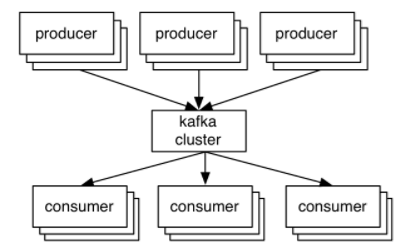 producer
producer
producer
kafka
cluster
consumer
consumer
consumer